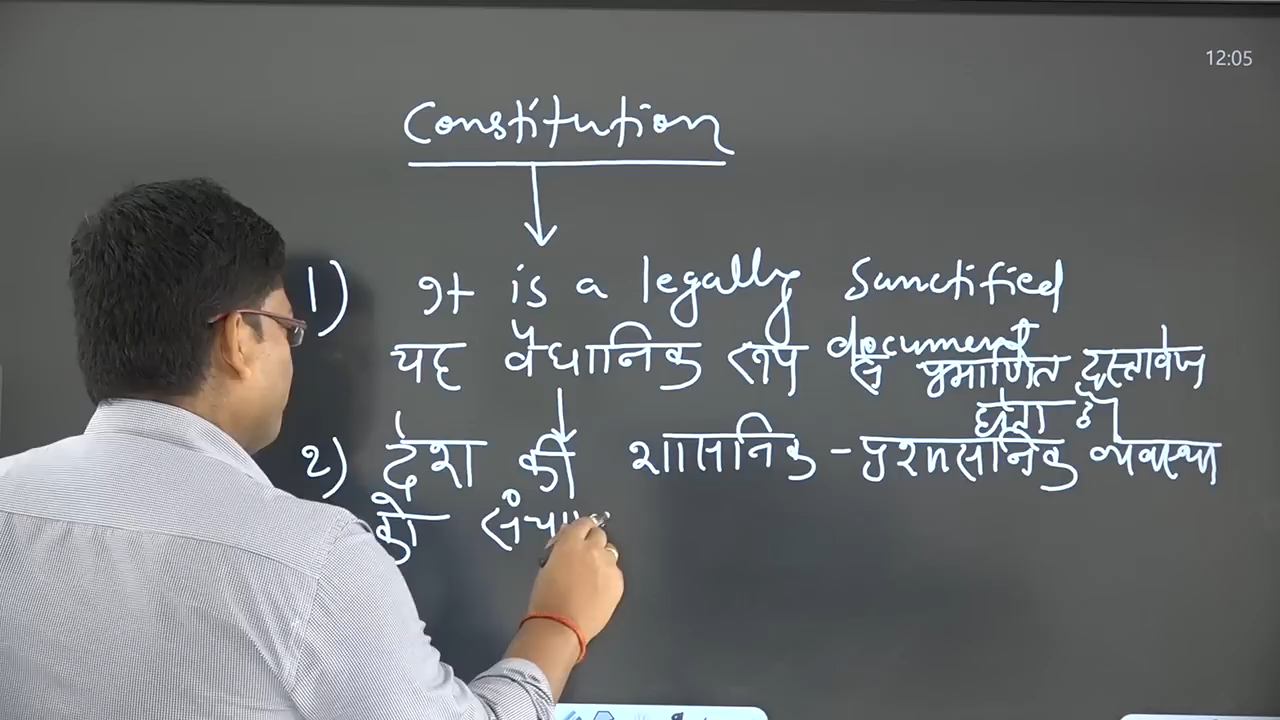 12:05
Constitution
1) It is a legally Sanctified
document
यह वैधानिक रूप से प्रमाणित दस्तावेज
होता है।
2) देश की शासनिक - प्रशासनिक व्यवस्था
को